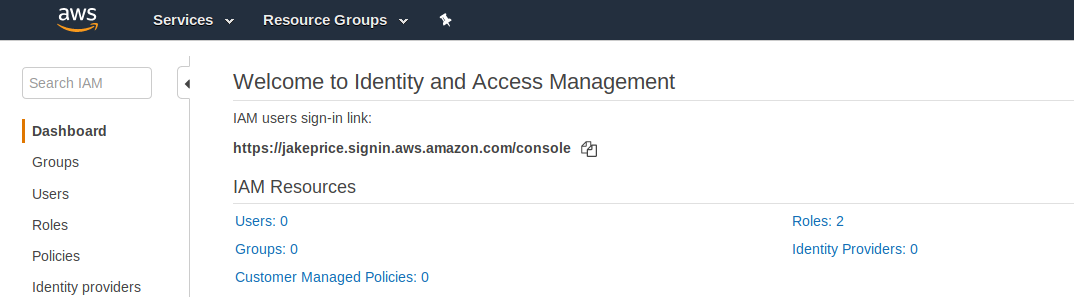 aws Services Resource Groups
Search IAM
Dashboard
Groups
Users
Roles
Policies
Identity providers
Welcome to Identity and Access Management
IAM users sign-in link:
https://jakeprice.signin.aws.amazon.com/console
IAM Resources
Users: 0 Roles: 2
Groups: 0 Identity Providers: 0
Customer Managed Policies: 0